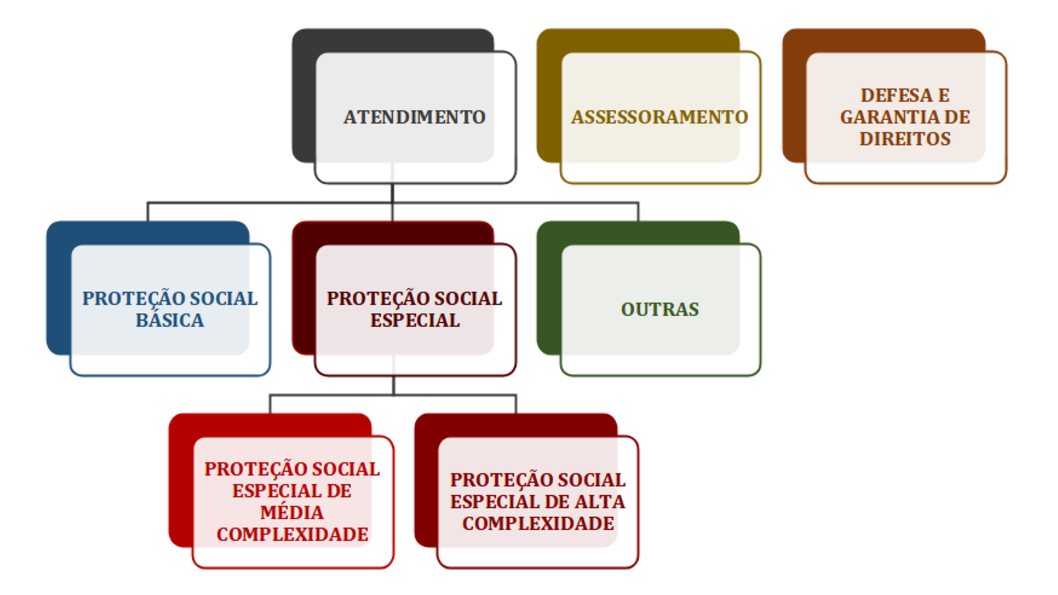 ATENDIMENTO
ASSESSORAMENTO
DEFESA E
GARANTIA DE
DIREITOS
PROTEÇÃO SOCIAL
BÁSICA
PROTEÇÃO SOCIAL
ESPECIAL
OUTRAS
PROTEÇÃO SOCIAL
ESPECIAL DE
MÉDIA
COMPLEXIDADE
PROTEÇÃO SOCIAL
ESPECIAL DE ALTA
COMPLEXIDADE